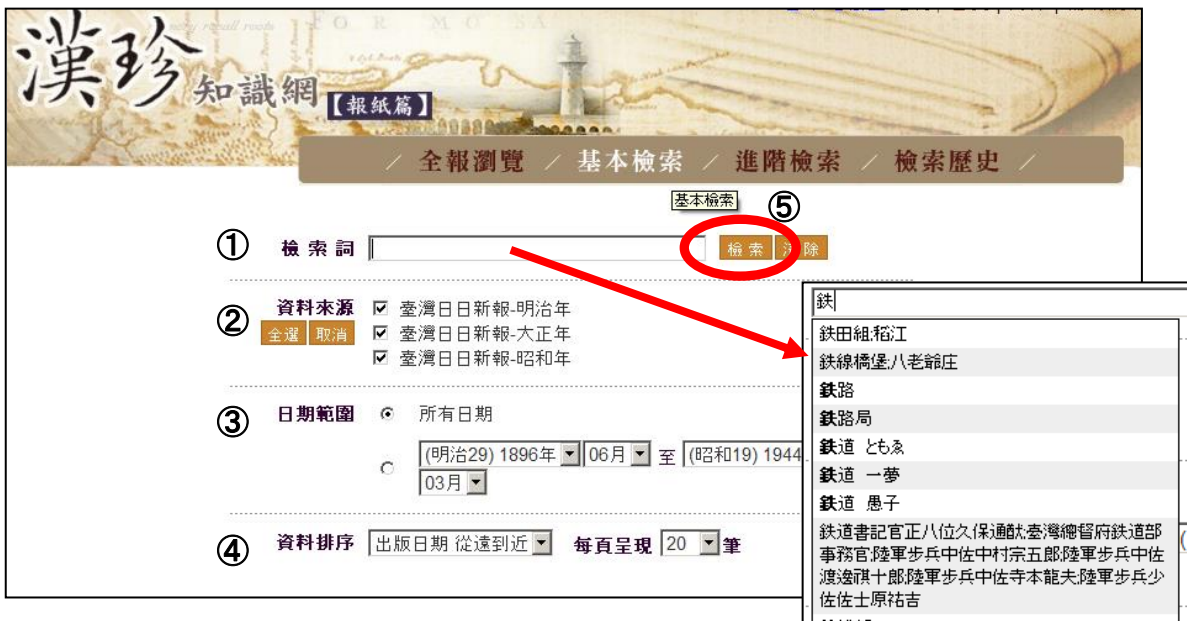 漢珍
知識網
【報紙篇】
FOR MOSA
/ 全報瀏覽 / 基本檢索 / 進階檢索 / 檢索歷史 /
基本檢索
⑤
① 檢索詞
檢索 清除
② 資料來源
全選 取消
臺灣日日新報-明治年
臺灣日日新報-大正年
臺灣日日新報-昭和年
③ 日期範圍
所有日期
(明治29) 1896年 06月 至 (昭和19) 1944
03月
④ 資料排序 出版日期 從遠到近 每頁呈現 20 筆
鉄
鉄田組;稻江
鉄線橋堡;八老爺庄
鉄路
鉄路局
鉄道 ともゑ
鉄道 一夢
鉄道 愚子
鉄道書記官正八位久保通猷;臺灣總督府鉄道部
事務官;陸軍步兵中佐中村宗五郎;陸軍步兵中佐
渡邊祺十郎;陸軍步兵中佐寺本龍夫;陸軍步兵少
佐佐士原祐吉